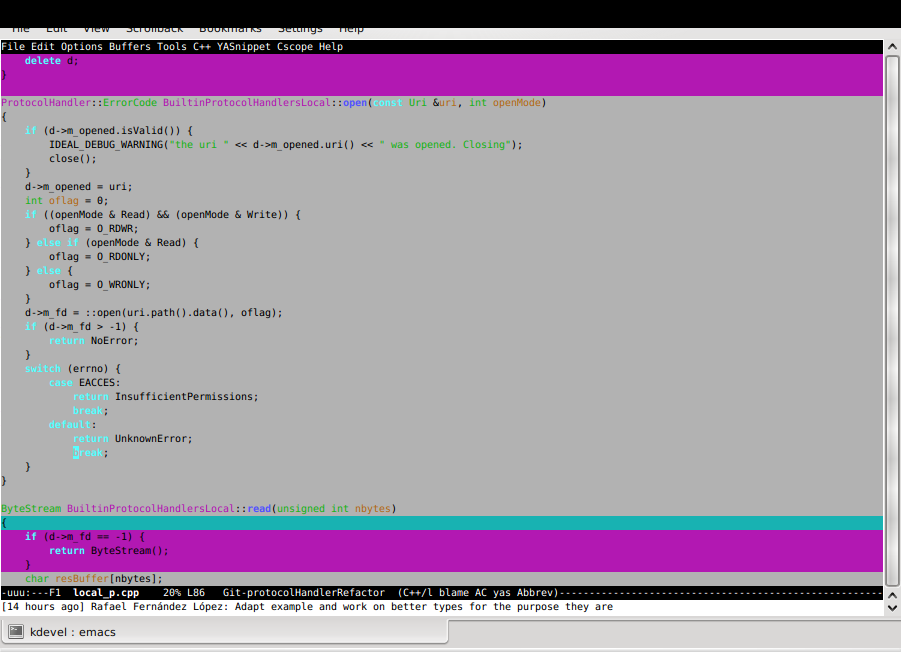 File Edit View Scrollback Bookmarks Settings Help
File Edit Options Buffers Tools C++ YASnippet Cscope Help
    delete d;
}

ProtocolHandler::ErrorCode BuiltinProtocolHandlersLocal::open(const Uri &uri, int openMode)
{
    if (d->m_opened.isValid()) {
        IDEAL_DEBUG_WARNING("the uri " << d->m_opened.uri() << " was opened. Closing");
        close();
    }
    d->m_opened = uri;
    int oflag = 0;
    if ((openMode & Read) && (openMode & Write)) {
        oflag = O_RDWR;
    } else if (openMode & Read) {
        oflag = O_RDONLY;
    } else {
        oflag = O_WRONLY;
    }
    d->m_fd = ::open(uri.path().data(), oflag);
    if (d->m_fd > -1) {
        return NoError;
    }
    switch (errno) {
        case EACCES:
            return InsufficientPermissions;
            break;
        default:
            return UnknownError;
            break;
    }
}

ByteStream BuiltinProtocolHandlersLocal::read(unsigned int nbytes)
{
    if (d->m_fd == -1) {
        return ByteStream();
    }
    char resBuffer[nbytes];
-uuu:---F1  local_p.cpp    20% L86   Git-protocolHandlerRefactor  (C++/l blame AC yas Abbrev)------------------------------------------------------
[14 hours ago] Rafael Fernández López: Adapt example and work on better types for the purpose they are
kdevel : emacs